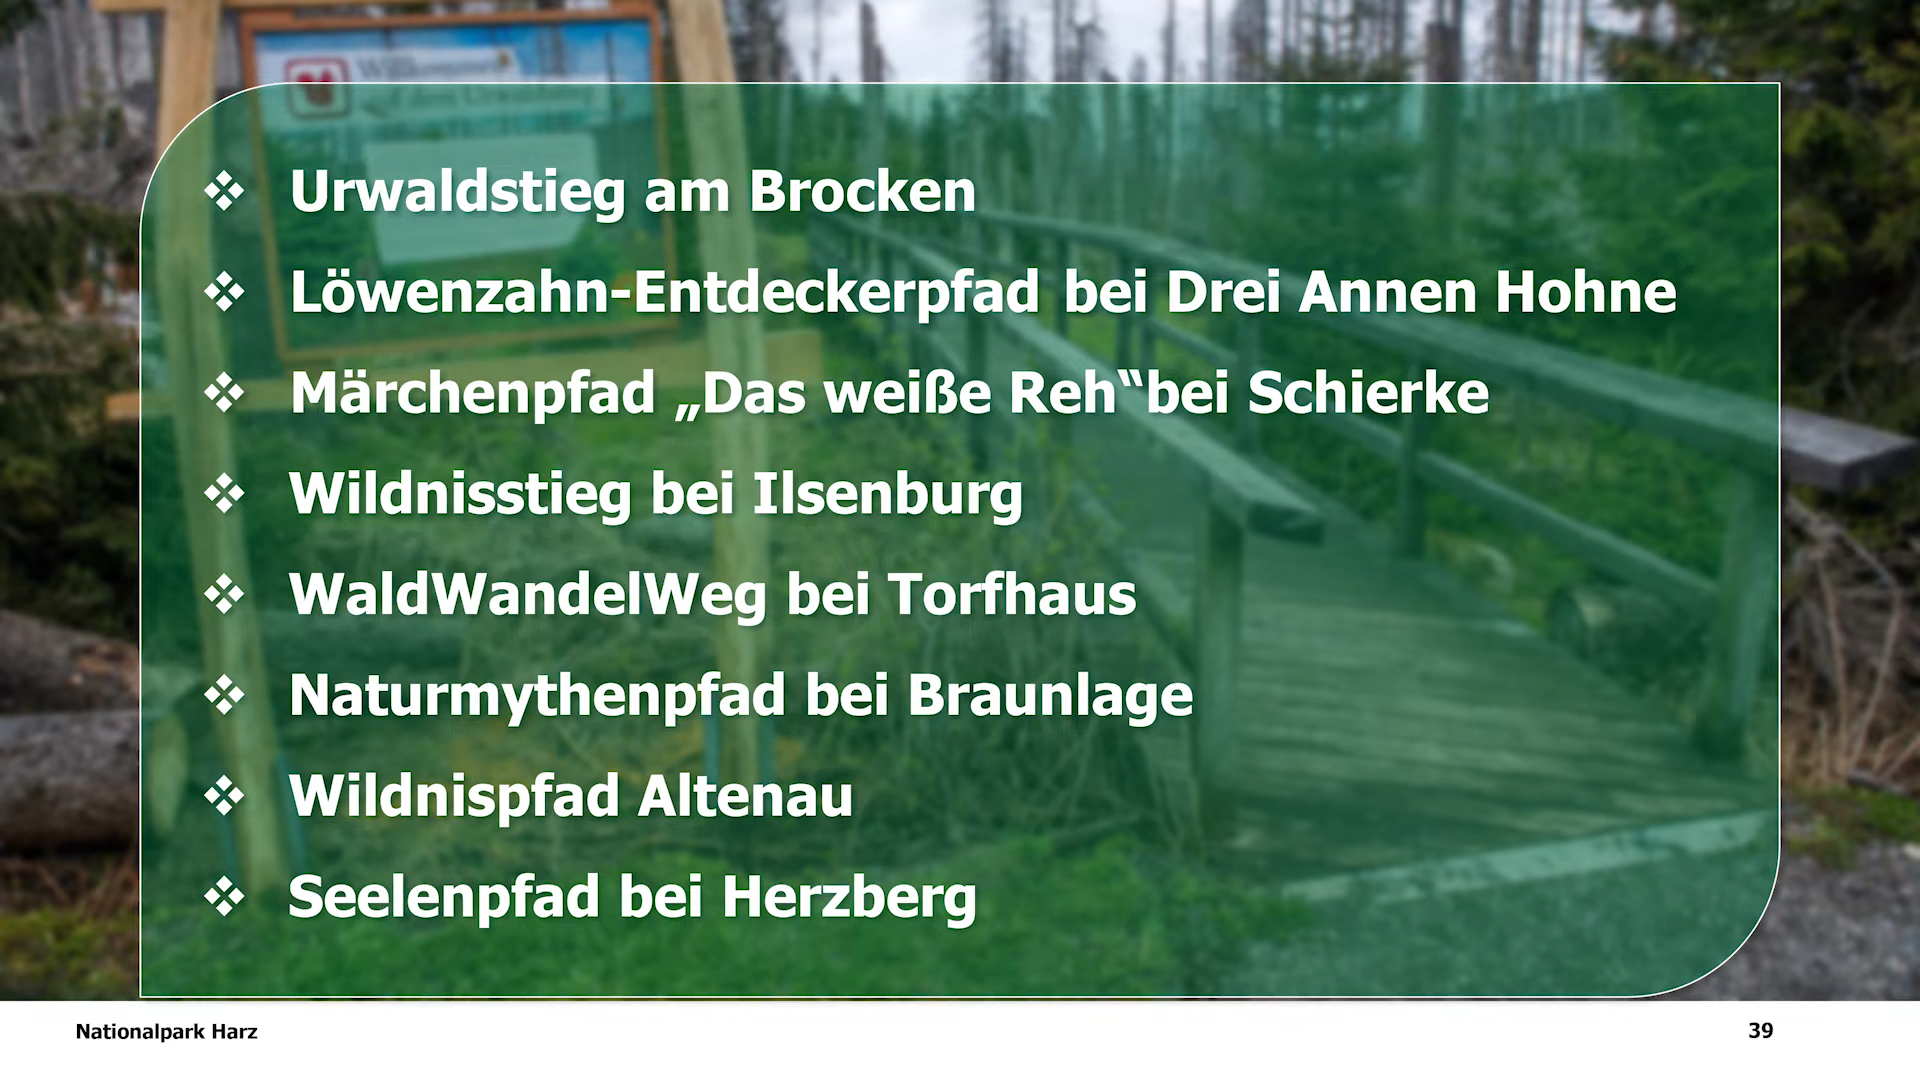 Willkommen
❖ Urwaldstieg am Brocken
❖ Löwenzahn-Entdeckerpfad bei Drei Annen Hohne
❖ Märchenpfad „Das weiße Reh“bei Schierke
❖ Wildnisstieg bei Ilsenburg
❖ WaldWandelWeg bei Torfhaus
❖ Naturmythenpfad bei Braunlage
❖ Wildnispfad Altenau
❖ Seelenpfad bei Herzberg
Nationalpark Harz
39